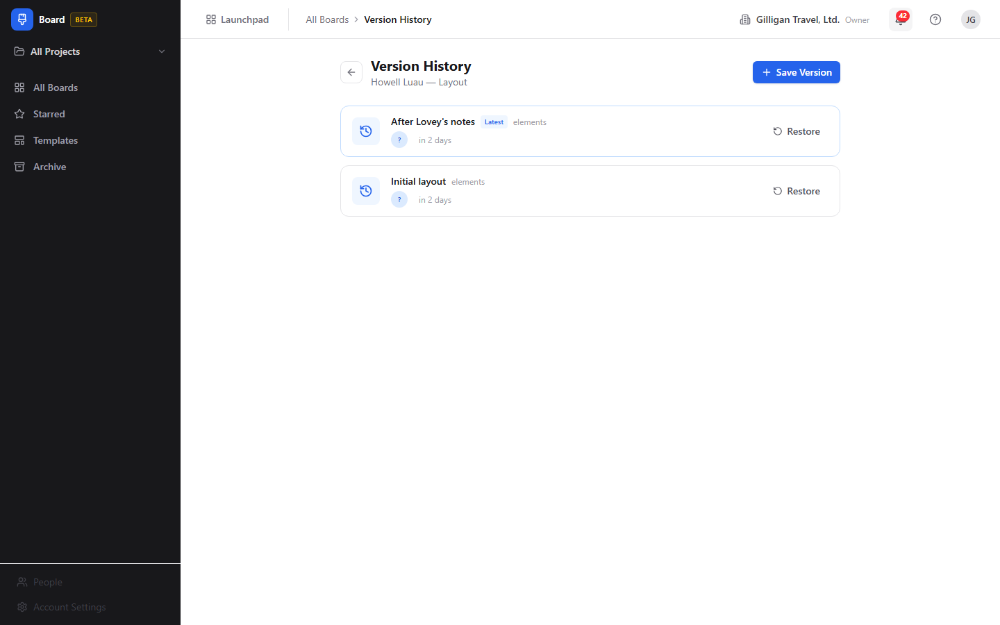 Board BETA
All Projects
All Boards
Starred
Templates
Archive
People
Account Settings
Launchpad
All Boards > Version History
Gilligan Travel, Ltd. Owner
42
JG
Version History
Howell Luau — Layout
+ Save Version
After Lovey's notes Latest elements
? in 2 days
Restore
Initial layout elements
? in 2 days
Restore